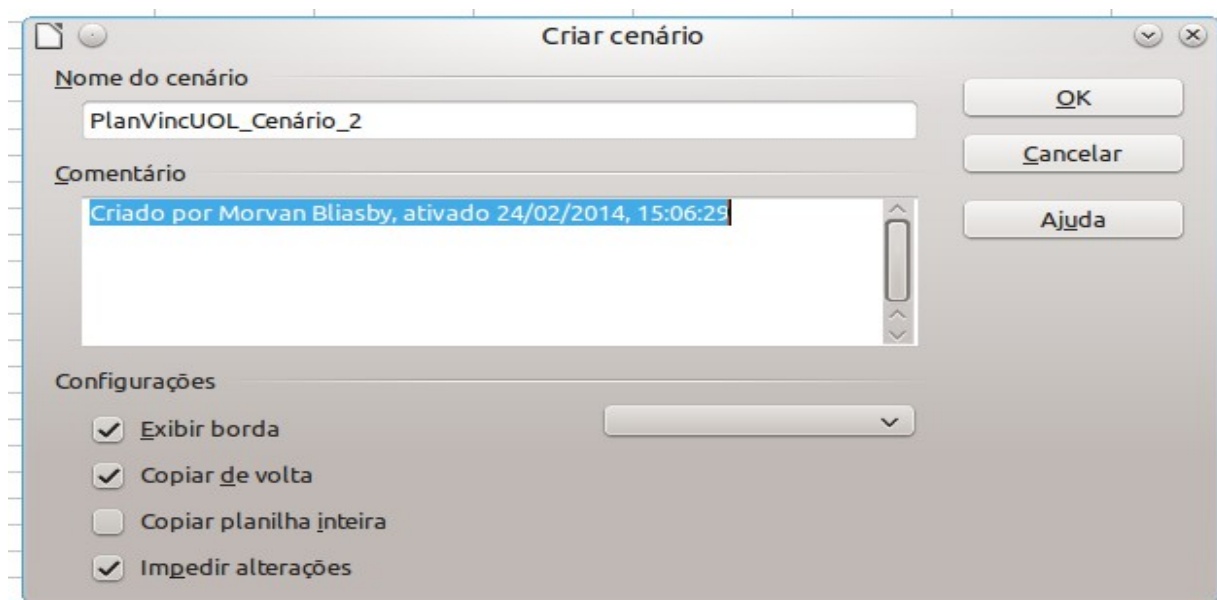 Criar cenário
Nome do cenário
OK
PlanVincUOL_Cenário_2
Cancelar
Comentário
Criado por Morvan Bliasby, ativado 24/02/2014, 15:06:29
Ajuda
Configurações
Exibir borda
Copiar de volta
Copiar planilha inteira
Impedir alterações